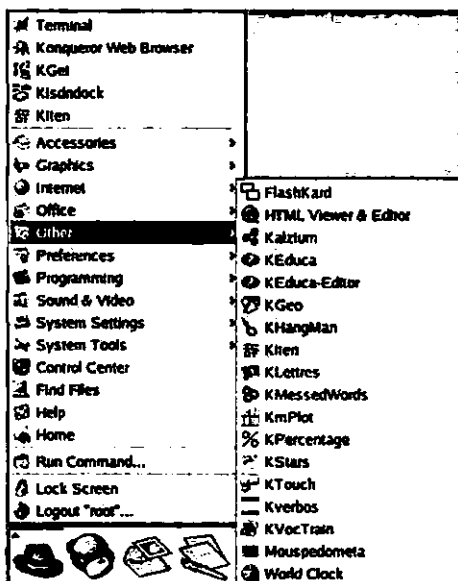 Terminal
Konqueror Web Browser
KGet
Kisdndock
Kiten
Accessories
Graphics
Internet
Office
Other
Preferences
Programming
Sound & Video
System Settings
System Tools
Control Center
Find Files
Help
Home
Run Command...
Lock Screen
Logout "root"...
FlashKard
HTML Viewer & Editor
Kalzium
KEduca
KEduca-Editor
KGeo
KHangMan
Kiten
KLettres
KMessedWords
KmPlot
KPercentage
KStars
KTouch
Kverbos
KVocTrain
Mouspedometa
World Clock